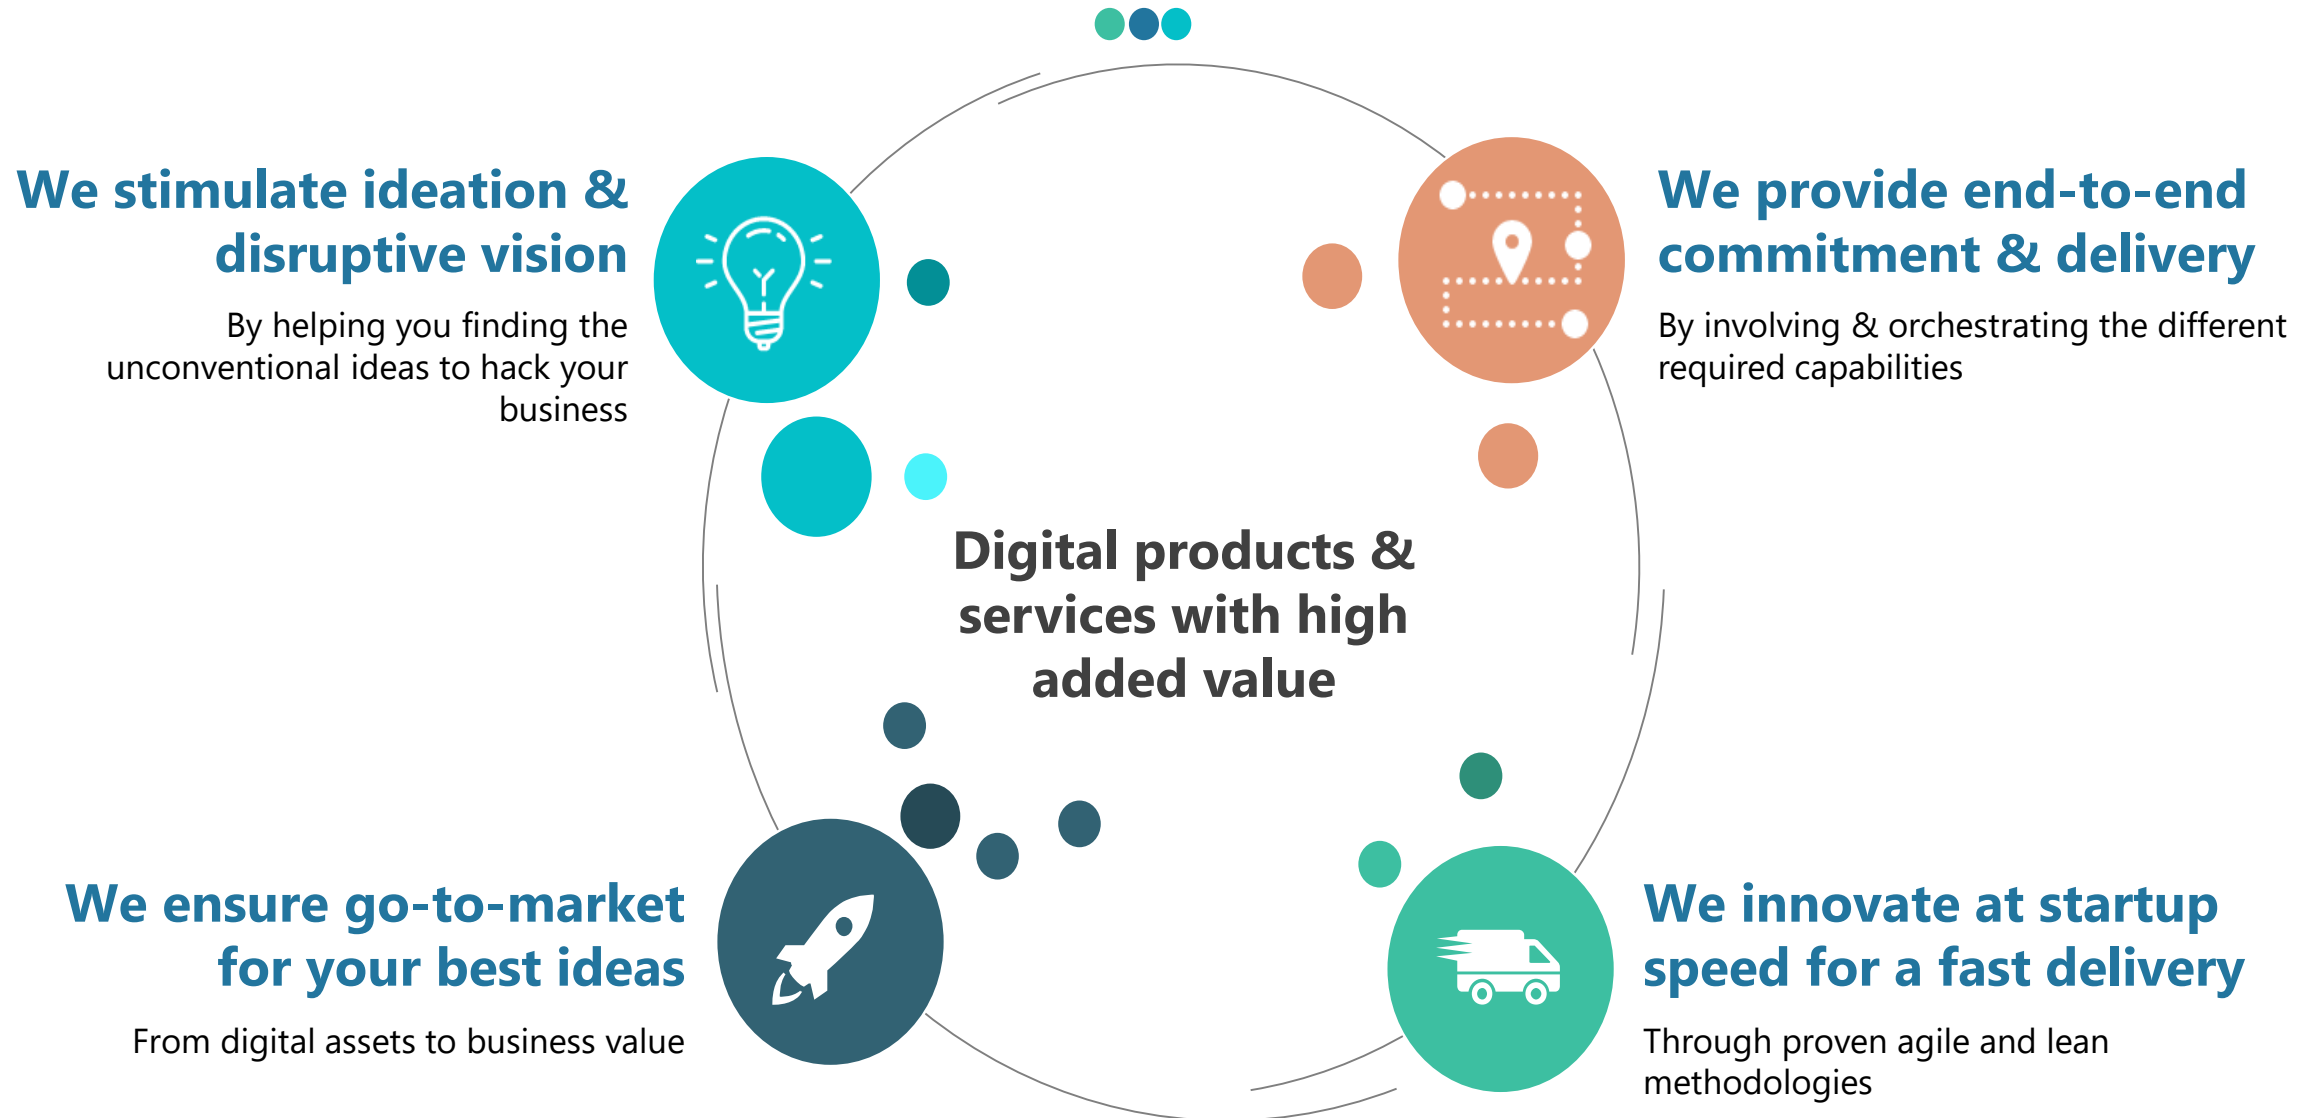 We stimulate ideation &
disruptive vision
By helping you finding the
unconventional ideas to hack your
business
We provide end-to-end
commitment & delivery
By involving & orchestrating the different
required capabilities
Digital products &
services with high
added value
We ensure go-to-market
for your best ideas
From digital assets to business value
We innovate at startup
speed for a fast delivery
Through proven agile and lean
methodologies